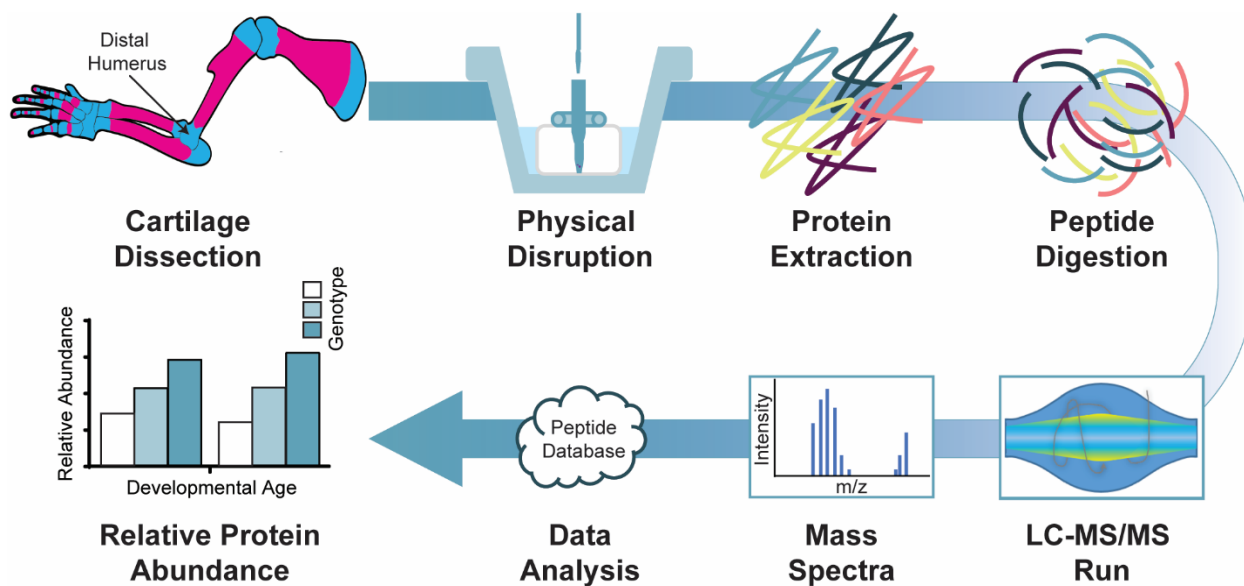 Distal
Humerus
Cartilage
Dissection
Physical
Disruption
Protein
Extraction
Peptide
Digestion
Relative Abundance
Genotype
Developmental Age
Relative Protein
Abundance
Peptide
Database
Data
Analysis
Intensity
m/z
Mass
Spectra
LC-MS/MS
Run